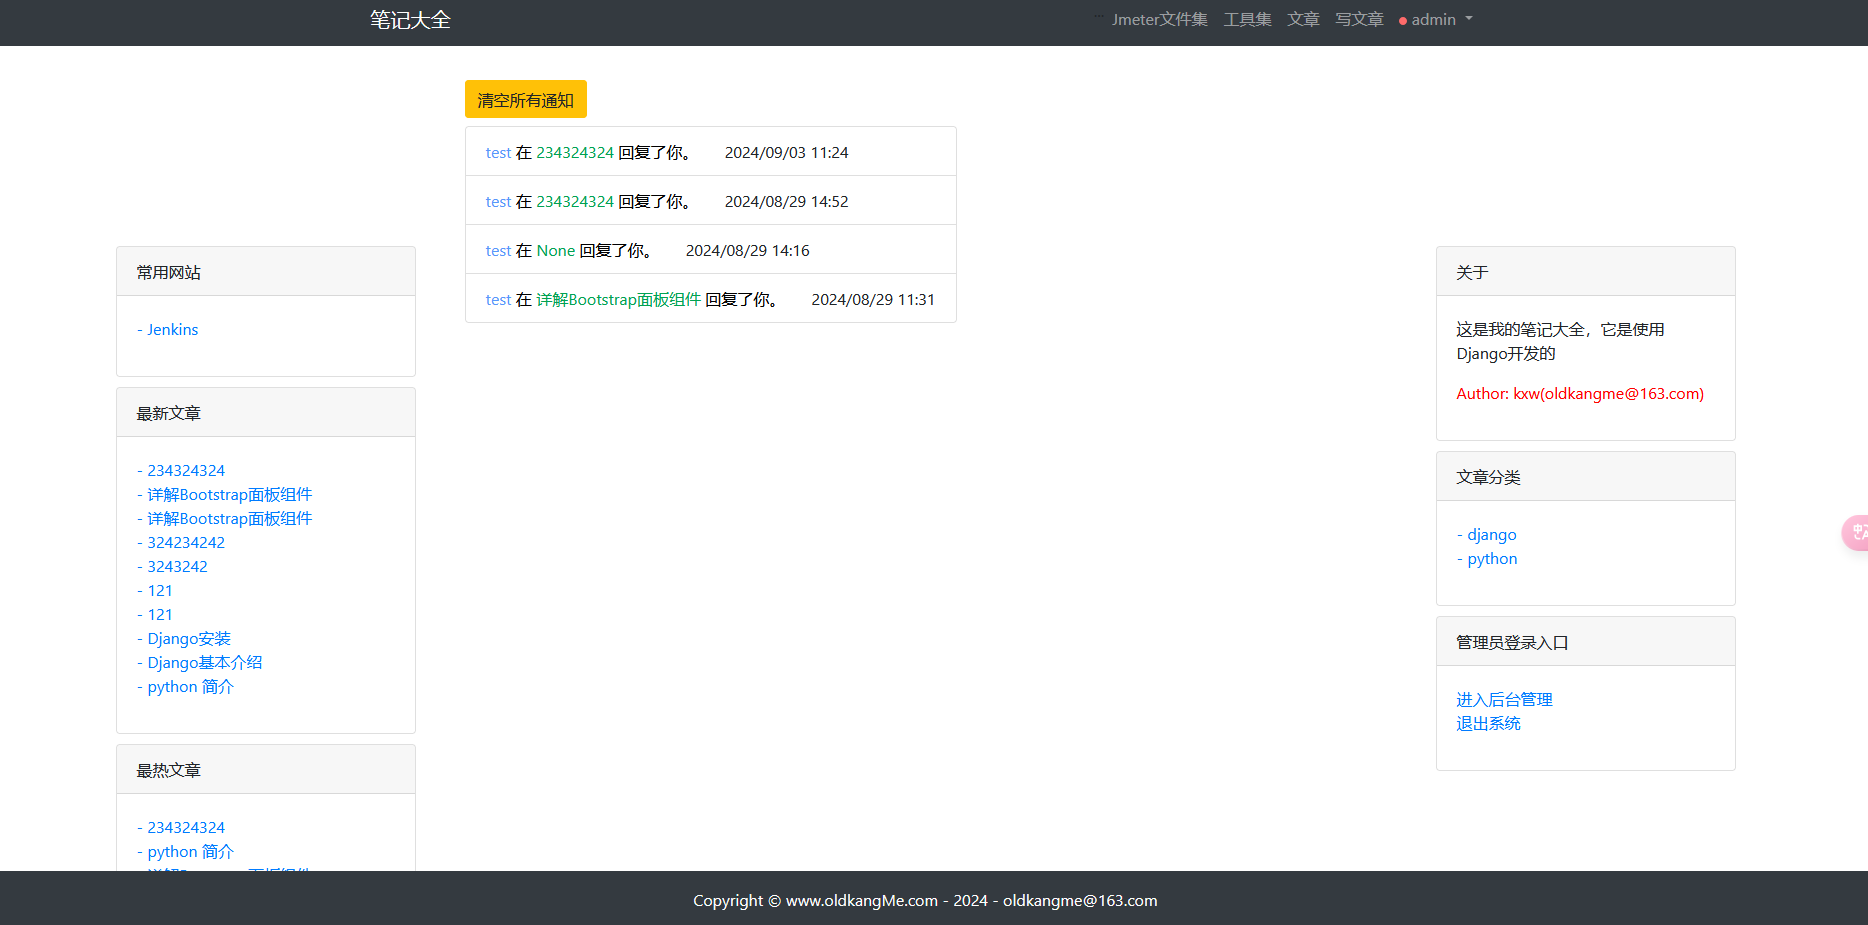 笔记大全
Jmeter文件集 工具集 文章 写文章 admin
清空所有通知
test 在 234324324 回复了你。 2024/09/03 11:24
test 在 234324324 回复了你。 2024/08/29 14:52
test 在 None 回复了你。 2024/08/29 14:16
test 在 详解Bootstrap面板组件 回复了你。 2024/08/29 11:31
常用网站
- Jenkins
最新文章
- 234324324
- 详解Bootstrap面板组件
- 详解Bootstrap面板组件
- 324234242
- 3243242
- 121
- 121
- Django安装
- Django基本介绍
- python 简介
最热文章
- 234324324
- python 简介
关于
这是我的笔记大全，它是使用
Django开发的
Author: kxw(oldkangme@163.com)
文章分类
- django
- python
管理员登录入口
进入后台管理
退出系统
Copyright © www.oldkangMe.com - 2024 - oldkangme@163.com